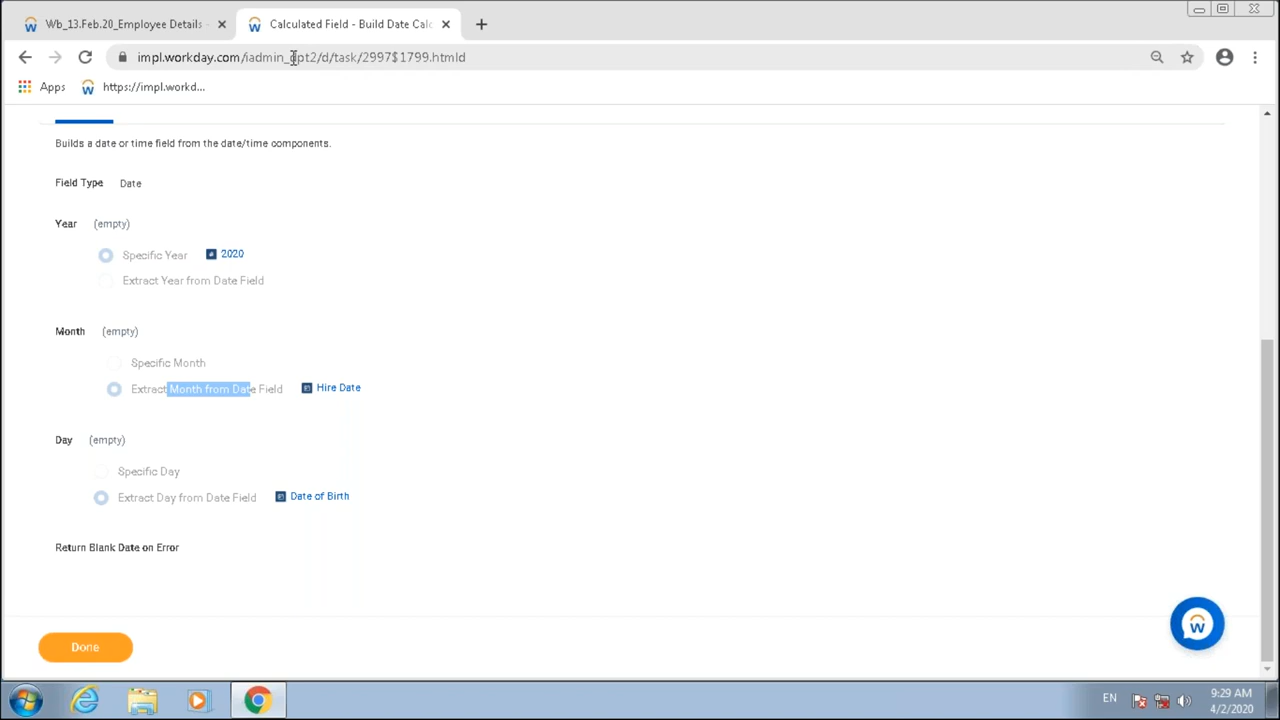 Wb_13.Feb.20_Employee Details -
Calculated Field - Build Date Calc
impl.workday.com/iadmin_dpt2/d/task/2997$1799.htmld
Apps
https://impl.workd...
Builds a date or time field from the date/time components.
Field Type Date
Year (empty)
Specific Year 2020
Extract Year from Date Field
Month (empty)
Specific Month
Extract Month from Date Field Hire Date
Day (empty)
Specific Day
Extract Day from Date Field Date of Birth
Return Blank Date on Error
Done
EN
9:29 AM
4/2/2020